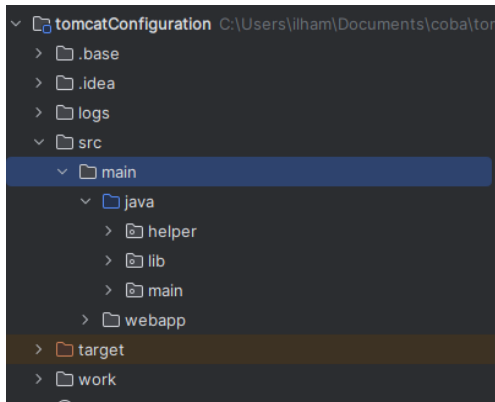 tomcatConfiguration C:\Users\ilham\Documents\coba\tor
.base
.idea
logs
src
main
java
helper
lib
main
webapp
target
work